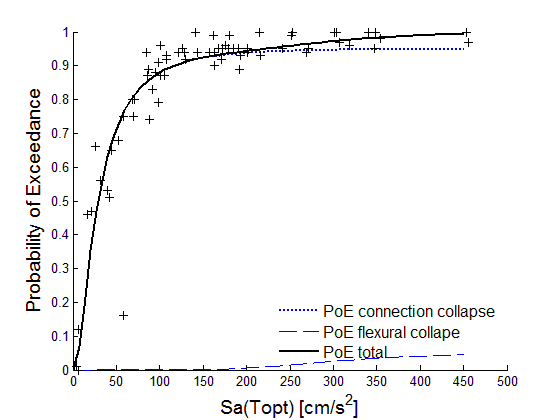 1
0.9
0.8
0.7
0.6
0.5
0.4
0.3
0.2
0.1
0
Probability of Exceedance
PoE connection collapse
PoE flexural collape
PoE total
0 50 100 150 200 250 300 350 400 450 500
Sa(Topt) [cm/s²]